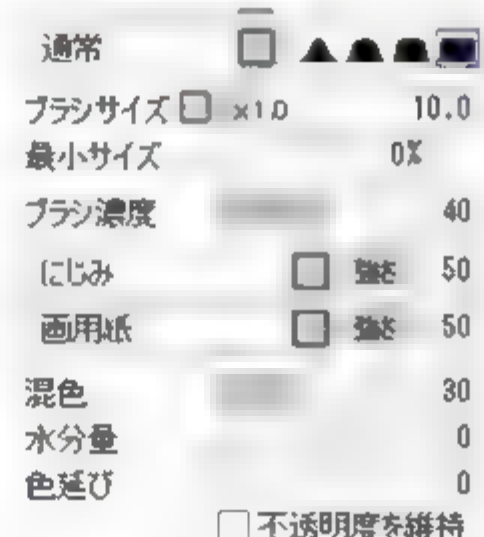 通常
ブラシサイズ ×1.0 10.0
最小サイズ 0%
ブラシ濃度 40
にじみ 強さ 50
画用紙 強さ 50
混色 30
水分量 0
色延び 0
不透明度を維持